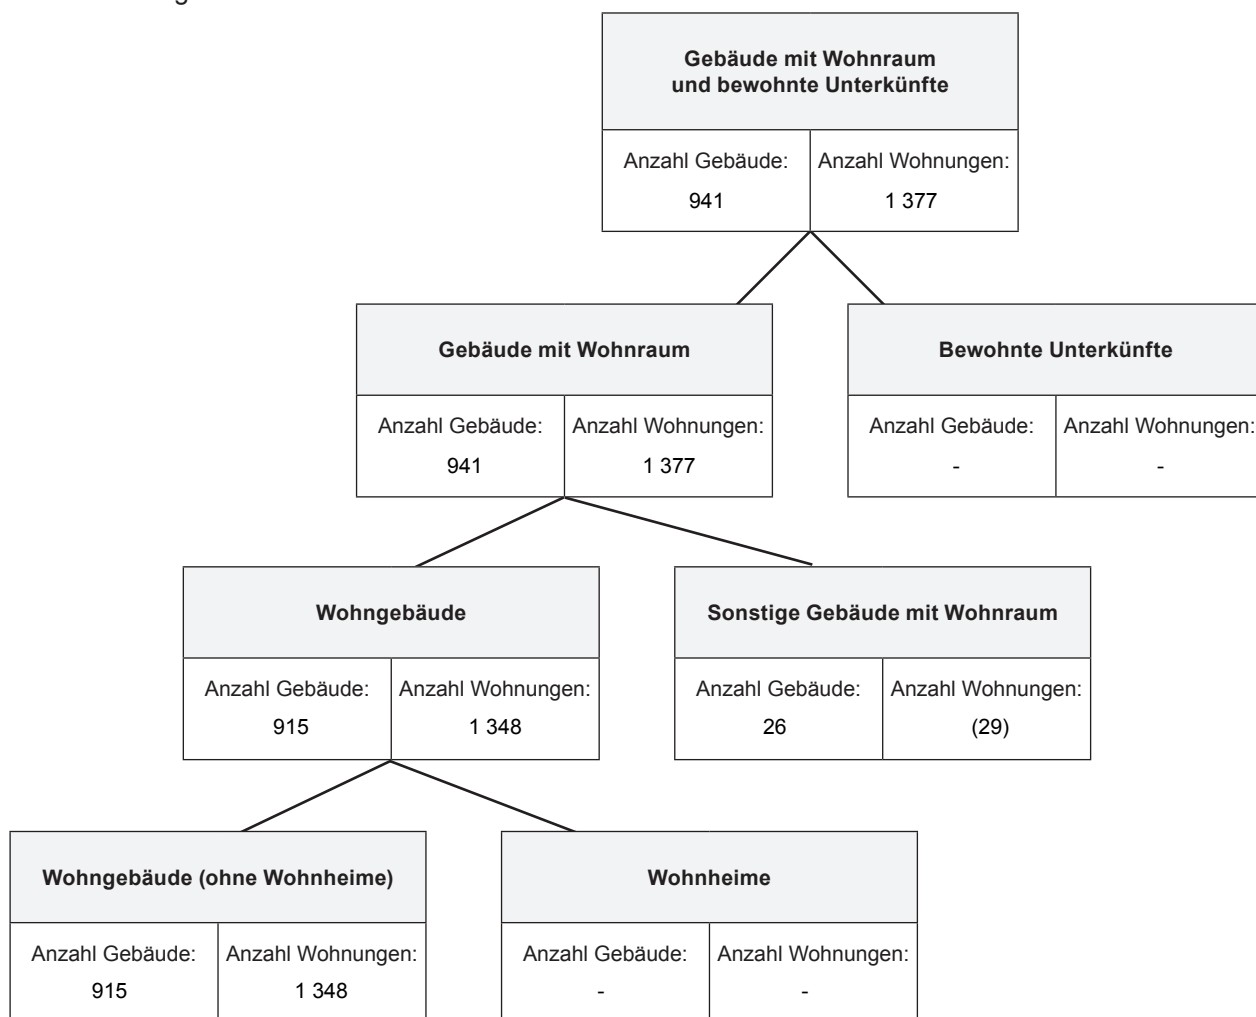 Gebäude mit Wohnraum
und bewohnte Unterkünfte
Anzahl Gebäude: Anzahl Wohnungen:
941 1 377
Gebäude mit Wohnraum Bewohnte Unterkünfte
Anzahl Gebäude: Anzahl Wohnungen: Anzahl Gebäude: Anzahl Wohnungen:
941 1 377 - -
Wohngebäude Sonstige Gebäude mit Wohnraum
Anzahl Gebäude: Anzahl Wohnungen: Anzahl Gebäude: Anzahl Wohnungen:
915 1 348 26 (29)
Wohngebäude (ohne Wohnheime) Wohnheime
Anzahl Gebäude: Anzahl Wohnungen: Anzahl Gebäude: Anzahl Wohnungen:
915 1 348 - -